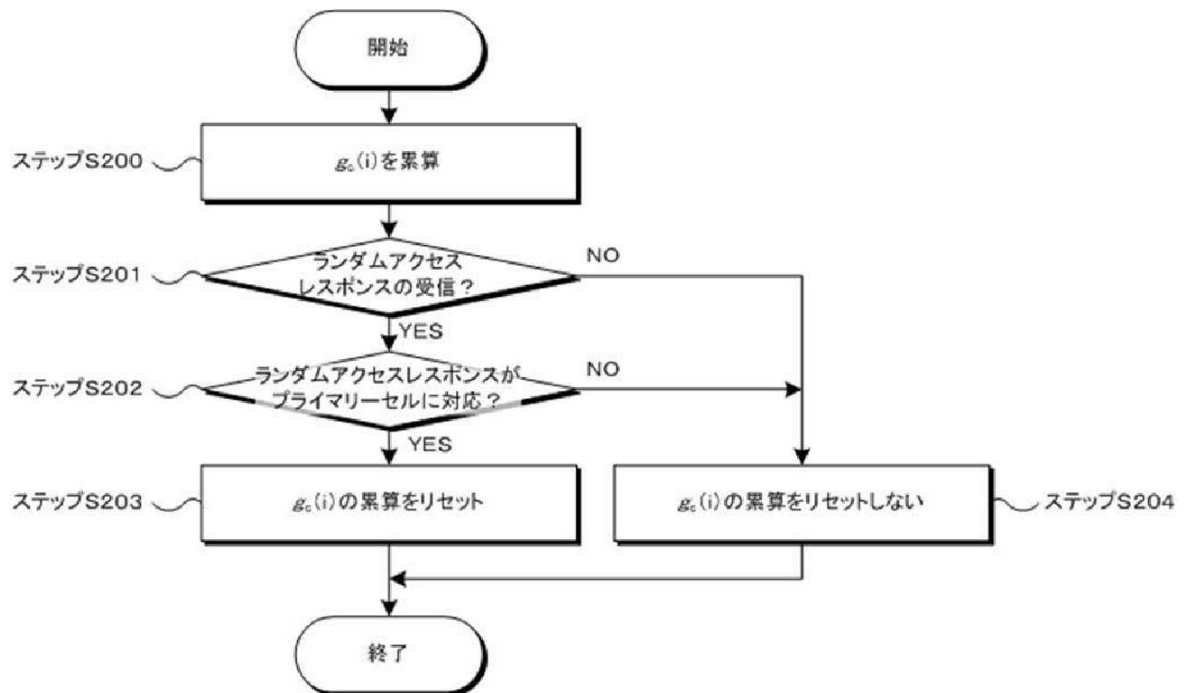 開始
ステップS200
gc(i)を累算
ステップS201
ランダムアクセス
レスポンスの受信？
NO
YES
ステップS202
ランダムアクセスレスポンスが
プライマリーセルに対応？
NO
YES
ステップS203
gc(i)の累算をリセット
gc(i)の累算をリセットしない
ステップS204
終了